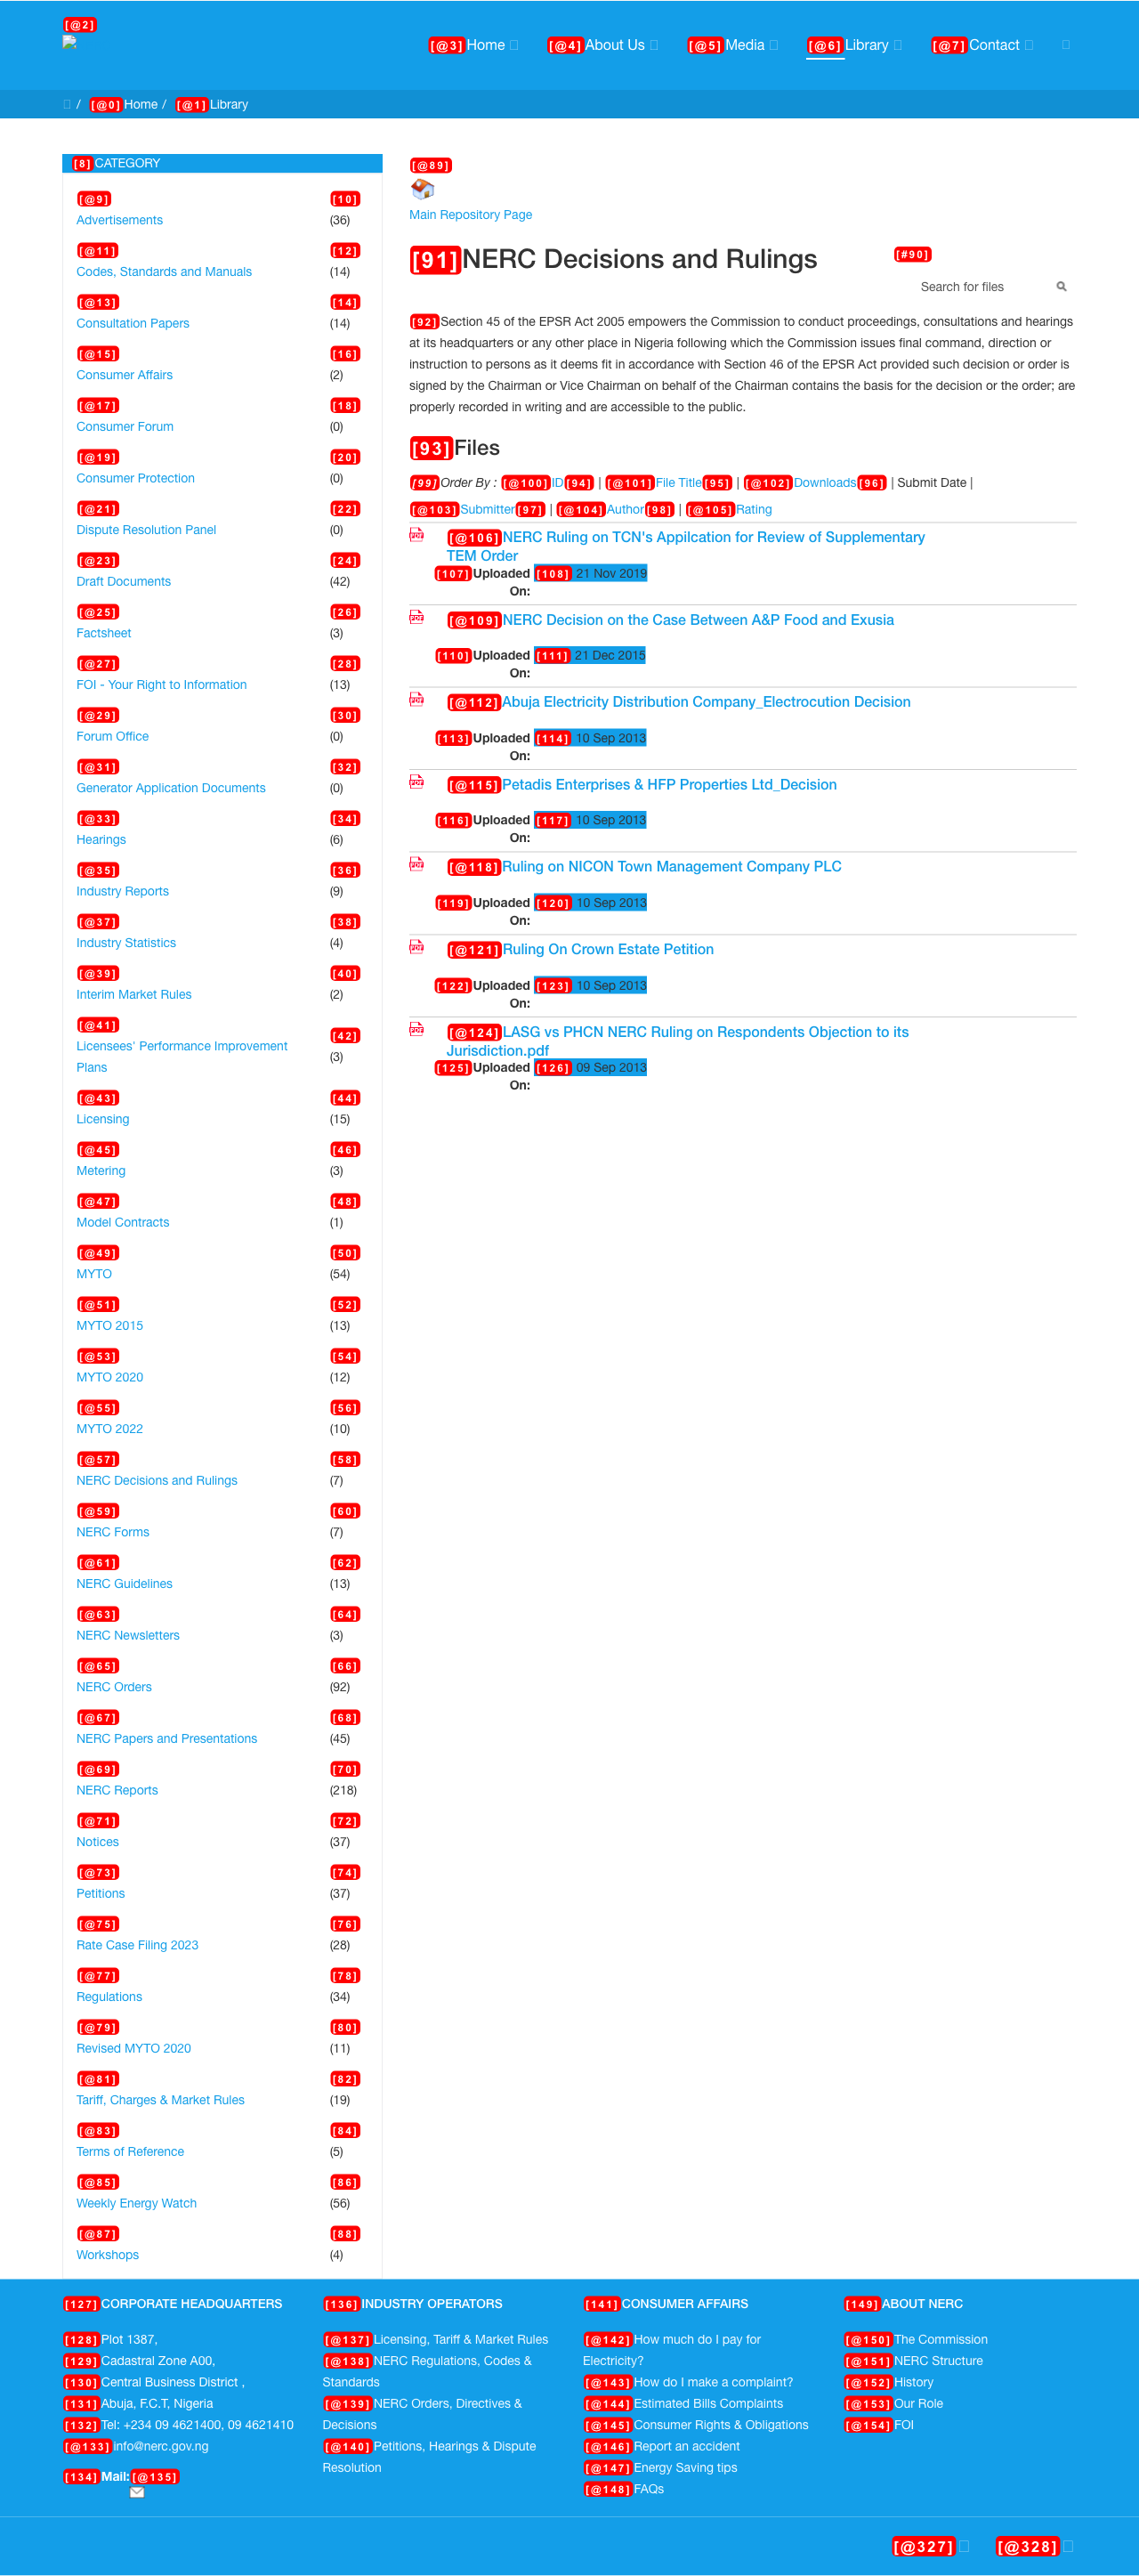 [@2]
[@3]Home [@4]About Us [@5]Media [@6]Library [@7]Contact
/ [@0]Home / [@1]Library
[8]CATEGORY
[@9] [10]
Advertisements (36)
[@11] [12]
Codes, Standards and Manuals (14)
[@13] [14]
Consultation Papers (14)
[@15] [16]
Consumer Affairs (2)
[@17] [18]
Consumer Forum (0)
[@19] [20]
Consumer Protection (0)
[@21] [22]
Dispute Resolution Panel (0)
[@23] [24]
Draft Documents (42)
[@25] [26]
Factsheet (3)
[@27] [28]
FOI - Your Right to Information (13)
[@29] [30]
Forum Office (0)
[@31] [32]
Generator Application Documents (0)
[@33] [34]
Hearings (6)
[@35] [36]
Industry Reports (9)
[@37] [38]
Industry Statistics (4)
[@39] [40]
Interim Market Rules (2)
[@41] [42]
Licensees' Performance Improvement
Plans (3)
[@43] [44]
Licensing (15)
[@45] [46]
Metering (3)
[@47] [48]
Model Contracts (1)
[@49] [50]
MYTO (54)
[@51] [52]
MYTO 2015 (13)
[@53] [54]
MYTO 2020 (12)
[@55] [56]
MYTO 2022 (10)
[@57] [58]
NERC Decisions and Rulings (7)
[@59] [60]
NERC Forms (7)
[@61] [62]
NERC Guidelines (13)
[@63] [64]
NERC Newsletters (3)
[@65] [66]
NERC Orders (92)
[@67] [68]
NERC Papers and Presentations (45)
[@69] [70]
NERC Reports (218)
[@71] [72]
Notices (37)
[@73] [74]
Petitions (37)
[@75] [76]
Rate Case Filing 2023 (28)
[@77] [78]
Regulations (34)
[@79] [80]
Revised MYTO 2020 (11)
[@81] [82]
Tariff, Charges & Market Rules (19)
[@83] [84]
Terms of Reference (5)
[@85] [86]
Weekly Energy Watch (56)
[@87] [88]
Workshops (4)
[@89]
Main Repository Page
[91]NERC Decisions and Rulings
[#90]
Search for files
[92]Section 45 of the EPSR Act 2005 empowers the Commission to conduct proceedings, consultations and hearings
at its headquarters or any other place in Nigeria following which the Commission issues final command, direction or
instruction to persons as it deems fit in accordance with Section 46 of the EPSR Act provided such decision or order is
signed by the Chairman or Vice Chairman on behalf of the Chairman contains the basis for the decision or the order; are
properly recorded in writing and are accessible to the public.
[93]Files
[99]Order By : [@100]ID[94] | [@101]File Title[95] | [@102]Downloads[96] | Submit Date |
[@103]Submitter[97] | [@104]Author[98] | [@105]Rating
PDF [@106]NERC Ruling on TCN's Appilcation for Review of Supplementary
TEM Order
[107]Uploaded [108] 21 Nov 2019
On:
PDF [@109]NERC Decision on the Case Between A&P Food and Exusia
[110]Uploaded [111] 21 Dec 2015
On:
PDF [@112]Abuja Electricity Distribution Company_Electrocution Decision
[113]Uploaded [114] 10 Sep 2013
On:
PDF [@115]Petadis Enterprises & HFP Properties Ltd_Decision
[116]Uploaded [117] 10 Sep 2013
On:
PDF [@118]Ruling on NICON Town Management Company PLC
[119]Uploaded [120] 10 Sep 2013
On:
PDF [@121]Ruling On Crown Estate Petition
[122]Uploaded [123] 10 Sep 2013
On:
PDF [@124]LASG vs PHCN NERC Ruling on Respondents Objection to its
Jurisdiction.pdf
[125]Uploaded [126] 09 Sep 2013
On:
[127]CORPORATE HEADQUARTERS
[128]Plot 1387,
[129]Cadastral Zone A00,
[130]Central Business District ,
[131]Abuja, F.C.T, Nigeria
[132]Tel: +234 09 4621400, 09 4621410
[@133]info@nerc.gov.ng
[134]Mail:[@135]
[136]INDUSTRY OPERATORS
[@137]Licensing, Tariff & Market Rules
[@138]NERC Regulations, Codes &
Standards
[@139]NERC Orders, Directives &
Decisions
[@140]Petitions, Hearings & Dispute
Resolution
[141]CONSUMER AFFAIRS
[@142]How much do I pay for
Electricity?
[@143]How do I make a complaint?
[@144]Estimated Bills Complaints
[@145]Consumer Rights & Obligations
[@146]Report an accident
[@147]Energy Saving tips
[@148]FAQs
[149]ABOUT NERC
[@150]The Commission
[@151]NERC Structure
[@152]History
[@153]Our Role
[@154]FOI
[@327] [@328]